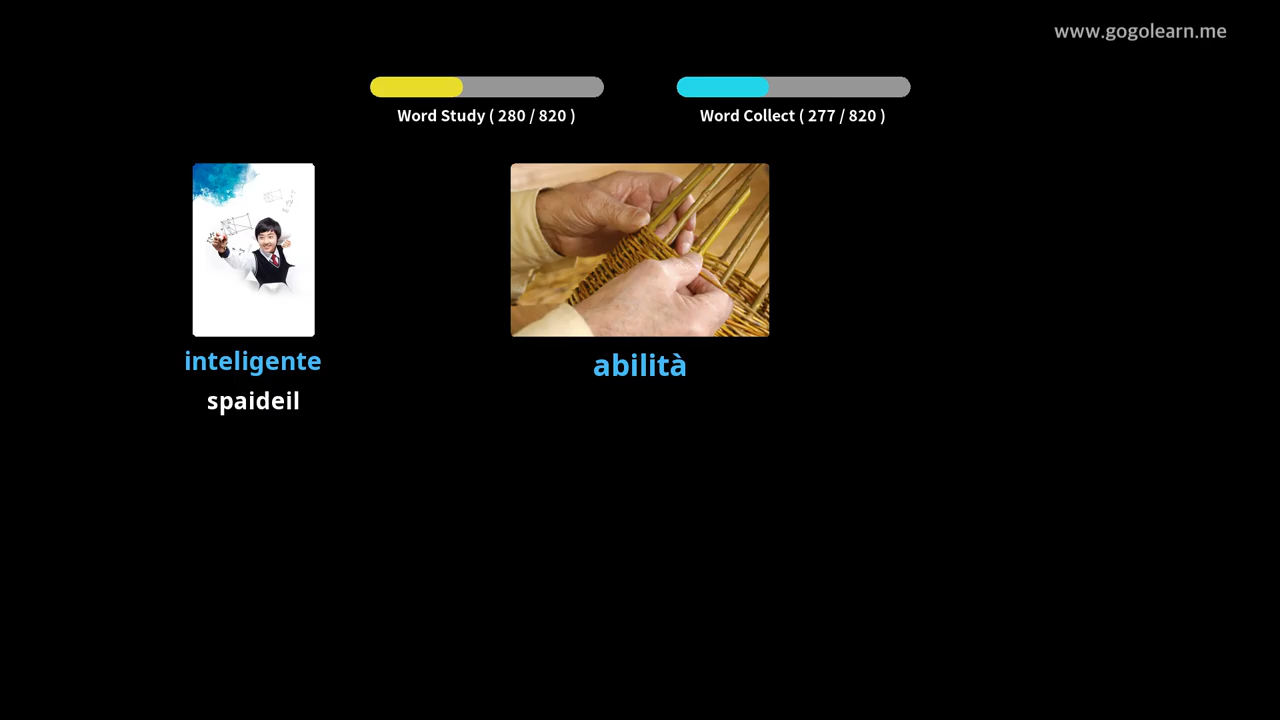 www.gogolearn.me
Word Study ( 280 / 820 )
Word Collect ( 277 / 820 )
inteligente
spaideil
abilità